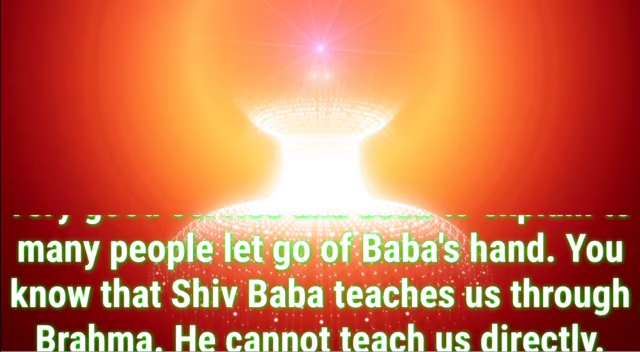 many people let go of Baba's hand. You
know that Shiv Baba teaches us through
Brahma. He cannot teach us directly.